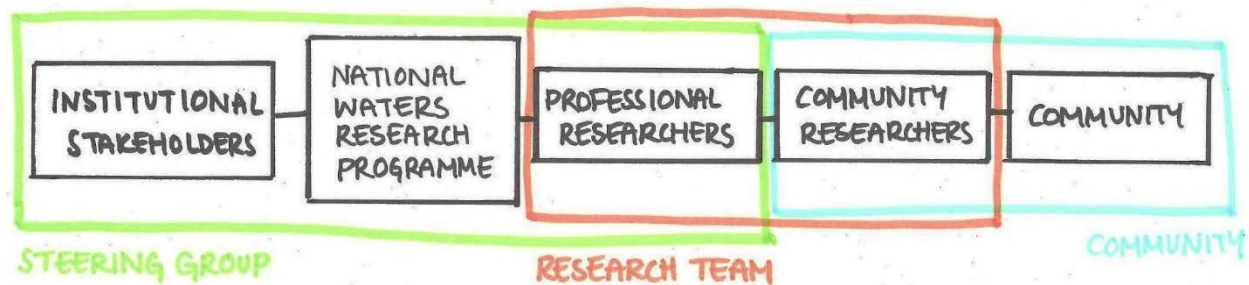 INSTITUTIONAL
STAKEHOLDERS
NATIONAL
WATERS
RESEARCH
PROGRAMME
PROFESSIONAL
RESEARCHERS
COMMUNITY
RESEARCHERS
COMMUNITY
STEERING GROUP
RESEARCH TEAM
COMMUNITY